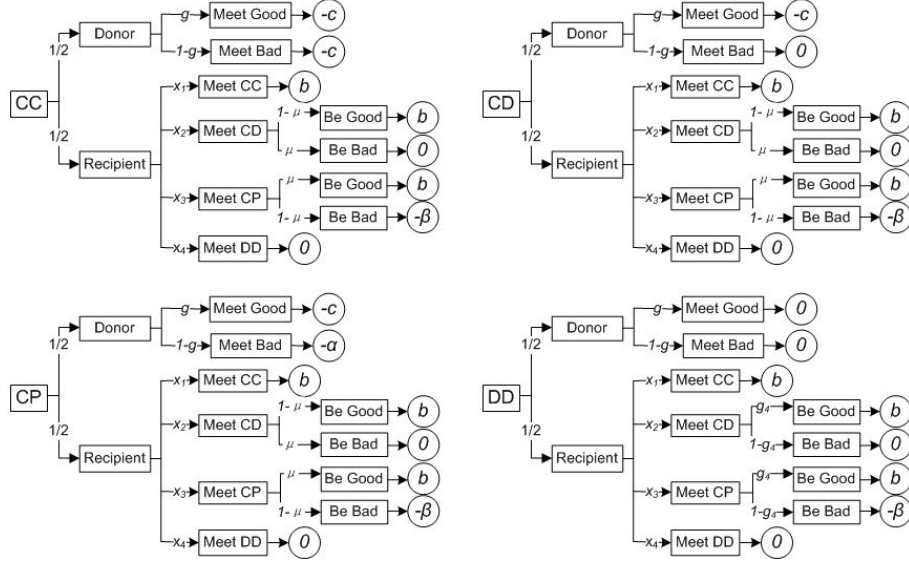 g Meet Good -c
Donor
1/2 1-g Meet Bad -c
CC
x1 Meet CC b
1- μ Be Good b
x2 Meet CD
1/2 μ Be Bad 0
Recipient
μ Be Good b
x3 Meet CP
1- μ Be Bad -β
x4 Meet DD 0
g Meet Good -c
Donor
1/2 1-g Meet Bad 0
CD
x1 Meet CC b
1- μ Be Good b
x2 Meet CD
1/2 μ Be Bad 0
Recipient
μ Be Good b
x3 Meet CP
1- μ Be Bad -β
x4 Meet DD 0
g Meet Good -c
Donor
1/2 1-g Meet Bad -α
CP
x1 Meet CC b
1- μ Be Good b
x2 Meet CD
1/2 μ Be Bad 0
Recipient
μ Be Good b
x3 Meet CP
1- μ Be Bad -β
x4 Meet DD 0
g Meet Good 0
Donor
1/2 1-g Meet Bad 0
DD
x1 Meet CC b
g4 Be Good b
x2 Meet CD
1/2 1-g4 Be Bad 0
Recipient
g4 Be Good b
x3 Meet CP
1-g4 Be Bad -β
x4 Meet DD 0